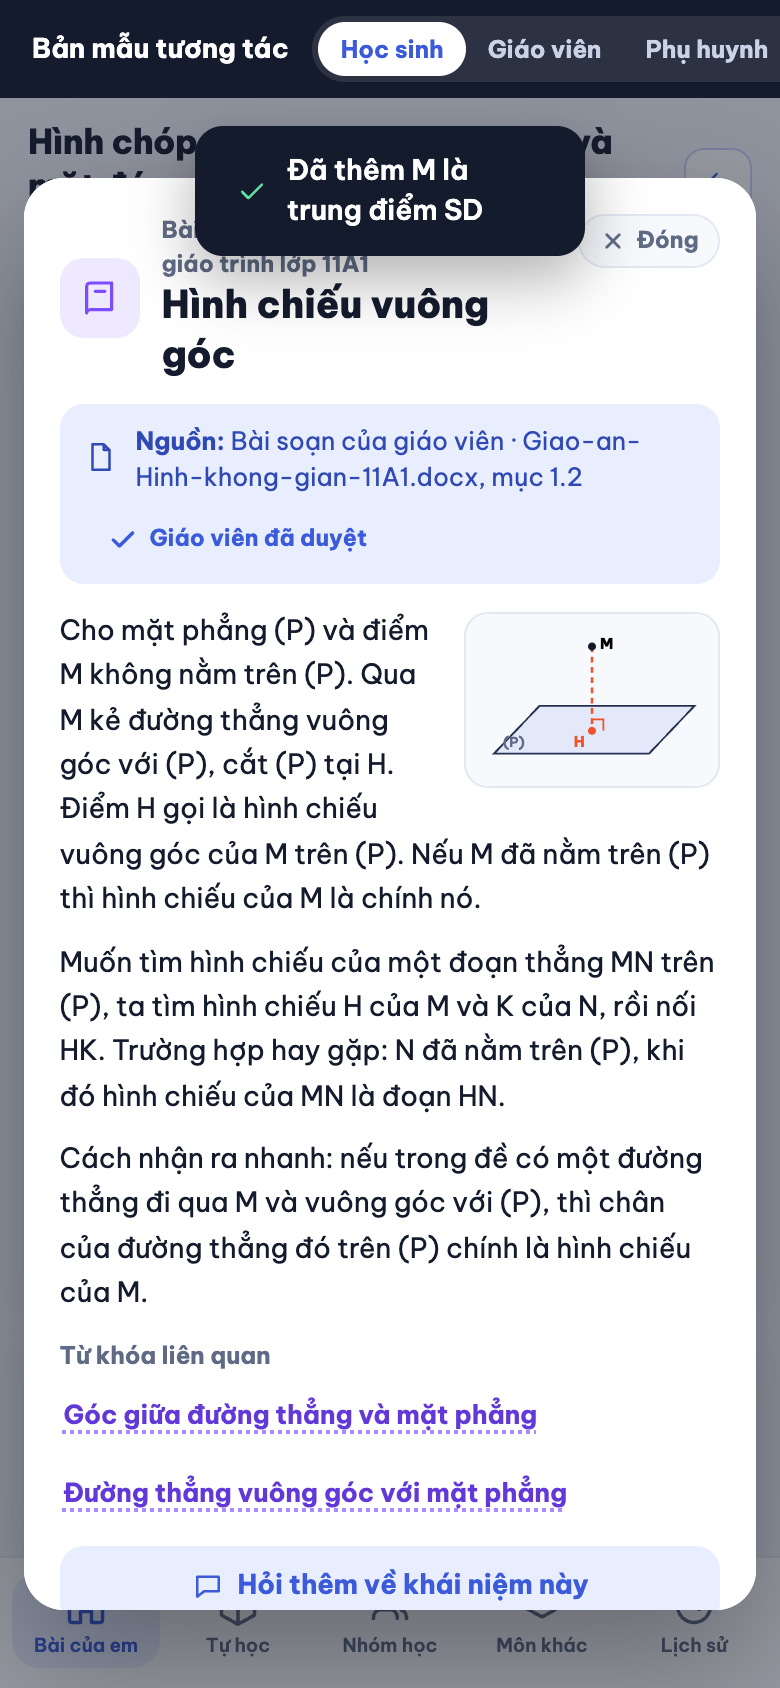 Bản mẫu tương tác
Học sinh
Giáo viên
Phụ huynh
Hình chóp
và
Đã thêm M là
trung điểm SD
Bài
giáo trình lớp 11A1
Hình chiếu vuông
góc
Đóng
Nguồn: Bài soạn của giáo viên · Giao-an-
Hinh-khong-gian-11A1.docx, mục 1.2
Giáo viên đã duyệt
Cho mặt phẳng (P) và điểm
M không nằm trên (P). Qua
M kẻ đường thẳng vuông
góc với (P), cắt (P) tại H.
Điểm H gọi là hình chiếu
vuông góc của M trên (P). Nếu M đã nằm trên (P)
thì hình chiếu của M là chính nó.
M
(P)
H
Muốn tìm hình chiếu của một đoạn thẳng MN trên
(P), ta tìm hình chiếu H của M và K của N, rồi nối
HK. Trường hợp hay gặp: N đã nằm trên (P), khi
đó hình chiếu của MN là đoạn HN.
Cách nhận ra nhanh: nếu trong đề có một đường
thẳng đi qua M và vuông góc với (P), thì chân
của đường thẳng đó trên (P) chính là hình chiếu
của M.
Từ khóa liên quan
Góc giữa đường thẳng và mặt phẳng
Đường thẳng vuông góc với mặt phẳng
Hỏi thêm về khái niệm này
Bài của em
Tự học
Nhóm học
Môn khác
Lịch sử